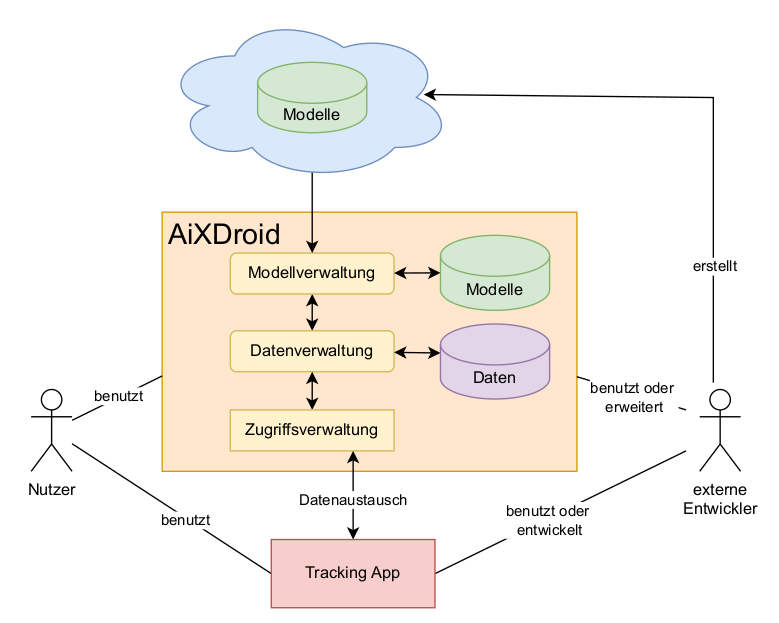 Modelle
AiXDroid
Modellverwaltung
Modelle
Datenverwaltung
Daten
Zugriffsverwaltung
erstellt
benutzt
benutzt oder
erweitert
Nutzer
externe
Entwickler
Datenaustausch
benutzt
benutzt oder
entwickelt
Tracking App